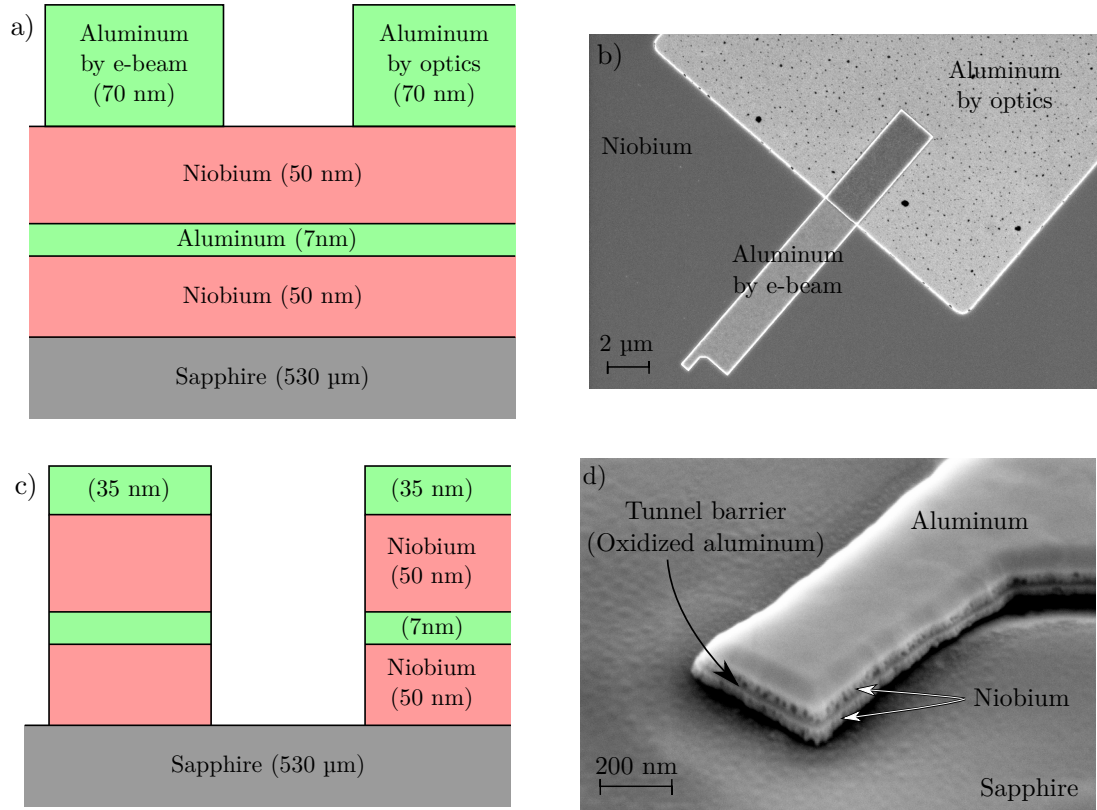 a)
Aluminum
by e-beam
(70 nm)
Aluminum
by optics
(70 nm)
Niobium (50 nm)
Aluminum (7nm)
Niobium (50 nm)
Sapphire (530 µm)
b)
Aluminum
by optics
Niobium
Aluminum
by e-beam
2 µm
c)
(35 nm)
(35 nm)
Niobium
(50 nm)
(7nm)
Niobium
(50 nm)
Sapphire (530 µm)
d)
Tunnel barrier
(Oxidized aluminum)
Aluminum
Niobium
200 nm
Sapphire